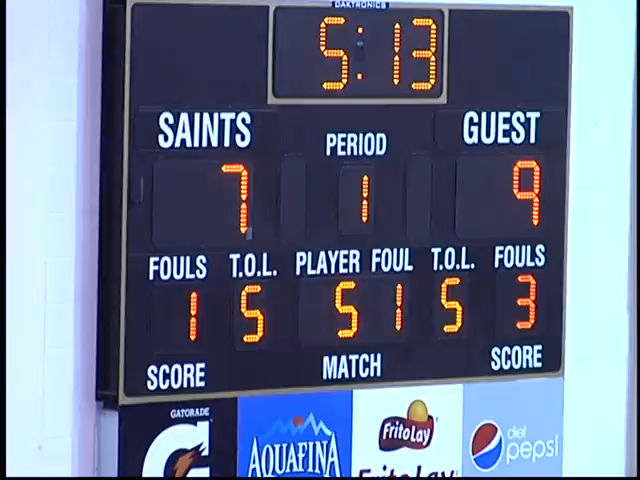 DAKTRONICS
5:13
SAINTS PERIOD GUEST
7 1 9
FOULS T.O.L. PLAYER FOUL T.O.L. FOULS
1 5 5 1 5 3
SCORE MATCH SCORE
GATORADE
G
AQUAFINA
FritoLay
FritoLay
diet
pepsi